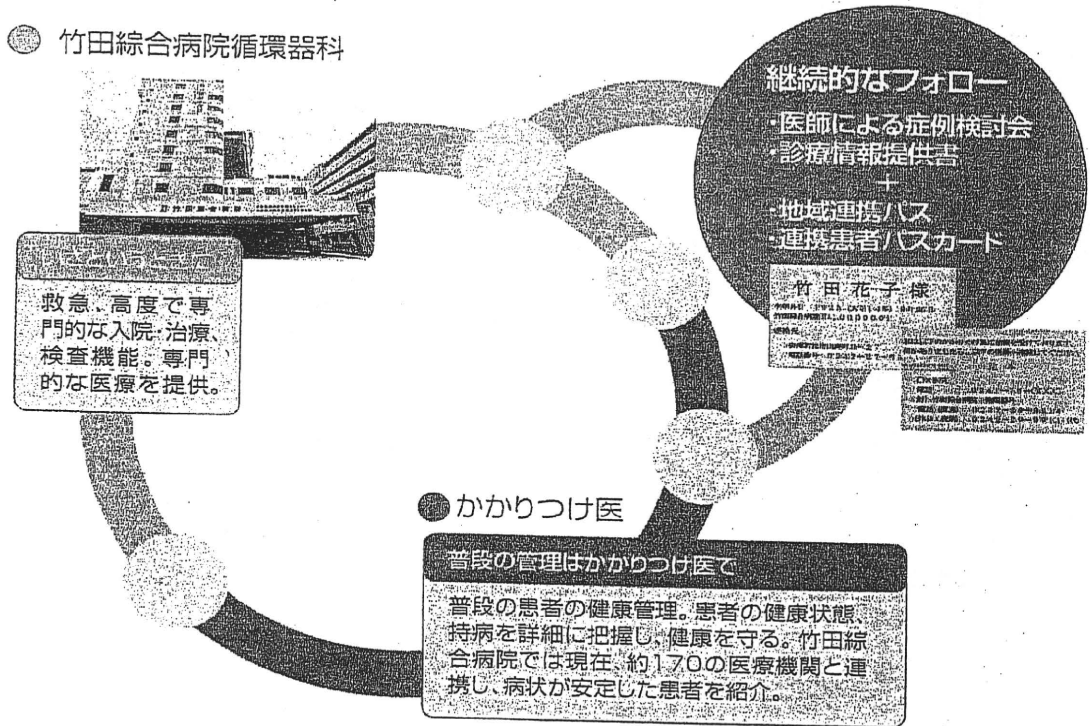 竹田綜合病院循環器科
継続的なフォロー
・医師による症例検討会
・診療情報提供書
+
・地域連携パス
・連携患者パスカード
竹田花子様
救急、高度で専
門的な入院・治療、
検査機能。専門
的な医療を提供。
かかりつけ医
普段の管理はかかりつけ医で
普段の患者の健康管理。患者の健康状態、
持病を詳細に把握し、健康を守る。竹田綜
合病院では現在、約170の医療機関と連
携し、病状が安定した患者を紹介。